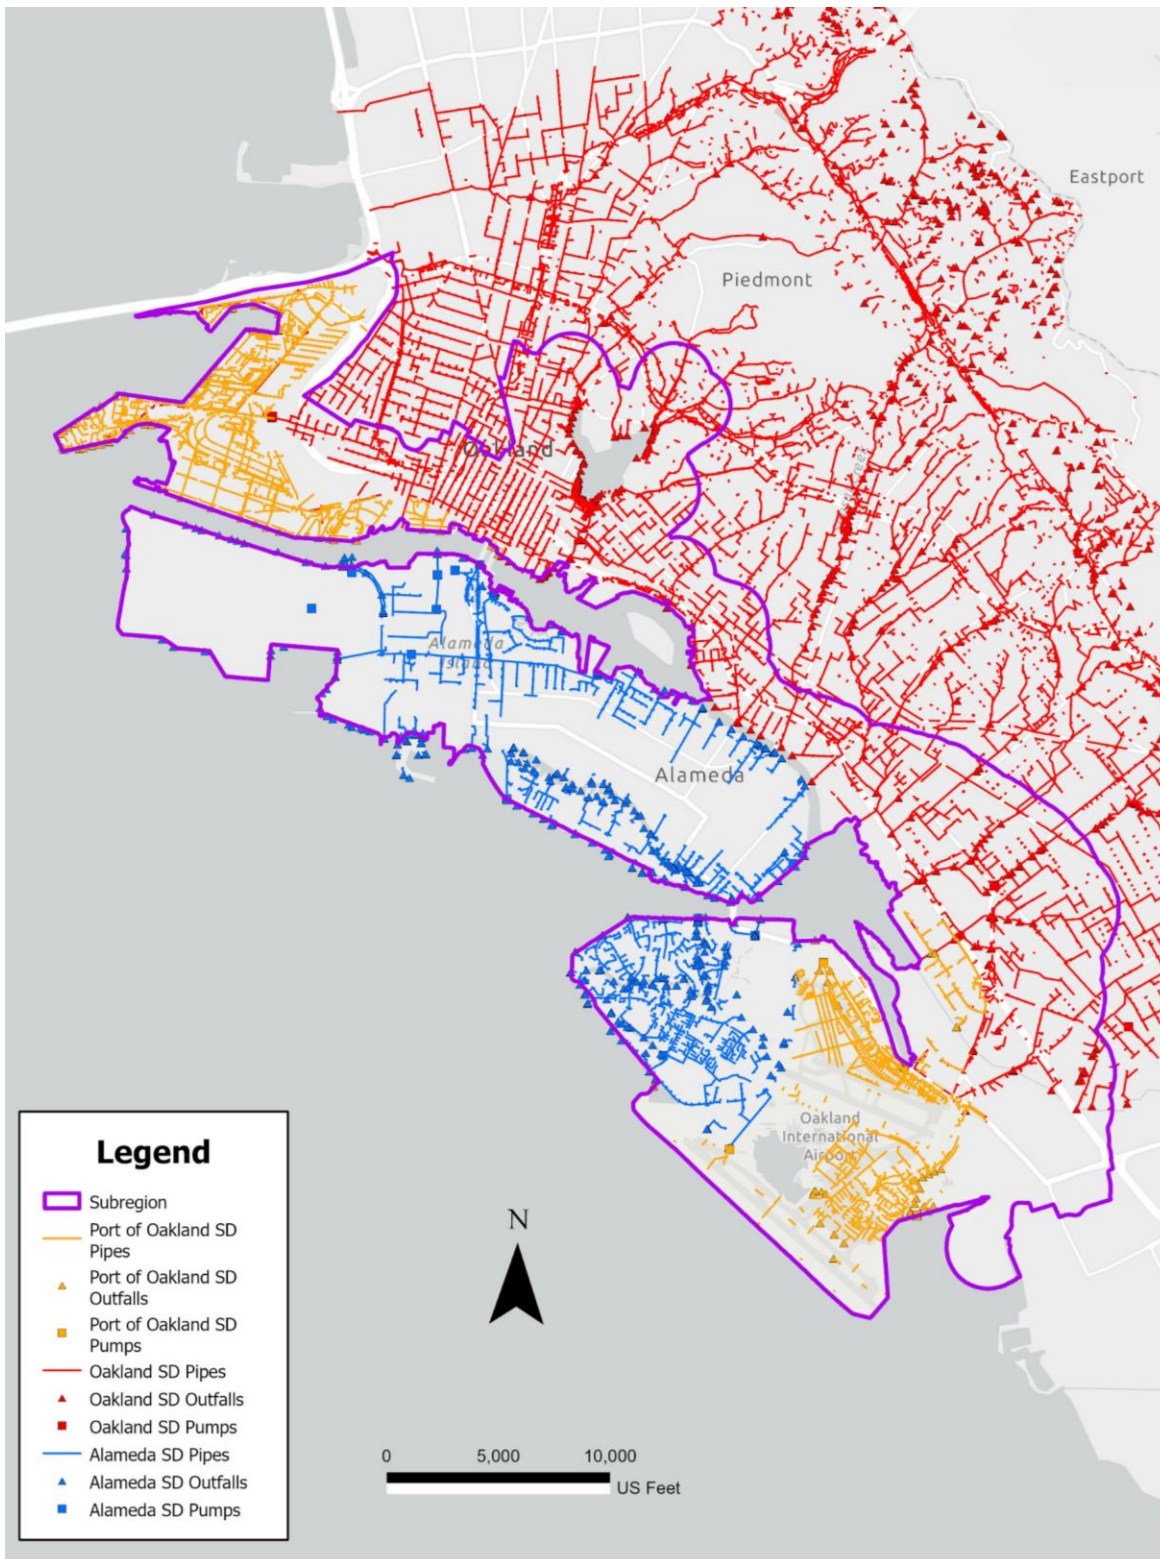 Eastport
Piedmont
Oakland
Alameda
Island
Alameda
Oakland
International
Airport
Legend
Subregion
Port of Oakland SD
Pipes
Port of Oakland SD
Outfalls
Port of Oakland SD
Pumps
Oakland SD Pipes
Oakland SD Outfalls
Oakland SD Pumps
Alameda SD Pipes
Alameda SD Outfalls
Alameda SD Pumps
N
0 5,000 10,000
US Feet